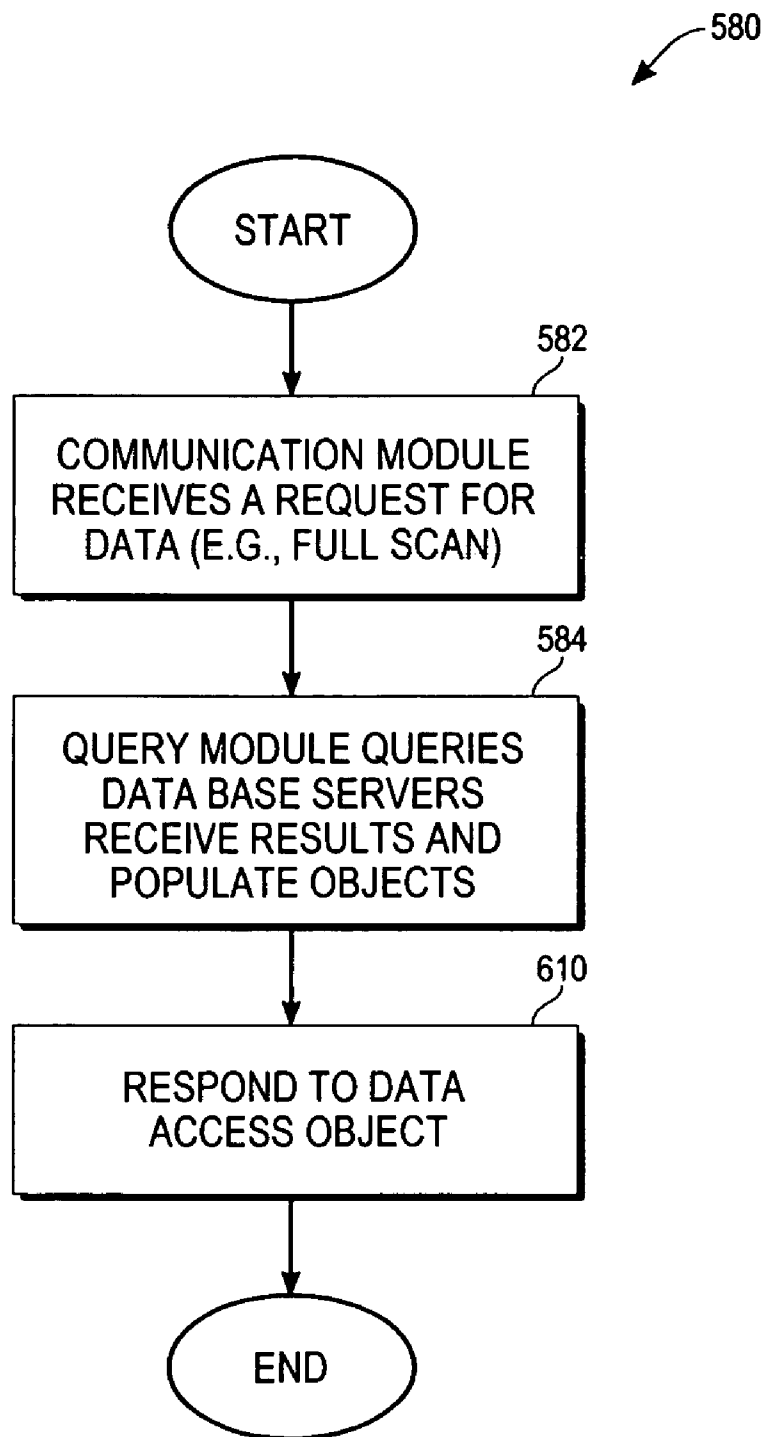 580
START
582
COMMUNICATION MODULE
RECEIVES A REQUEST FOR
DATA (E.G., FULL SCAN)
584
QUERY MODULE QUERIES
DATA BASE SERVERS
RECEIVE RESULTS AND
POPULATE OBJECTS
610
RESPOND TO DATA
ACCESS OBJECT
END